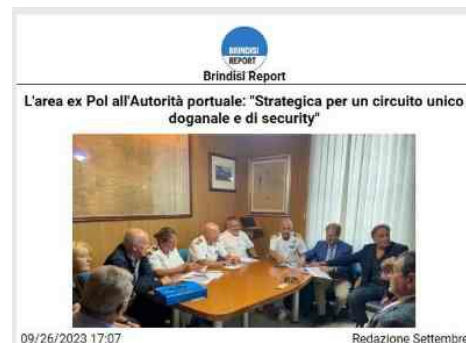 BRINDISI
REPORT
Brindisi Report
L'area ex Pol all'Autorità portuale: "Strategica per un circuito unico
doganale e di security"
09/26/2023 17:07
Redazione Settembre